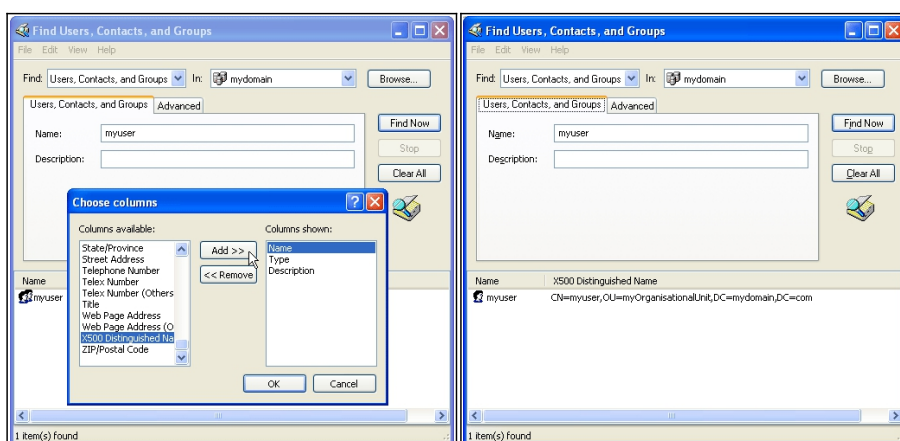 Find Users, Contacts, and Groups
File Edit View Help
Find: Users, Contacts, and Groups In: mydomain Browse...
Users, Contacts, and Groups Advanced
Name: myuser
Description:
Find Now
Stop
Clear All
Choose columns
Columns available:
State/Province
Street Address
Telephone Number
Telex Number
Telex Number (Others
Title
Web Page Address
Web Page Address (O
X500 Distinguished Na
ZIP/Postal Code
Add >>
<< Remove
Columns shown:
Name
Type
Description
OK Cancel
Name
myuser
1 item(s) found
Find Users, Contacts, and Groups
File Edit View Help
Find: Users, Contacts, and Groups In: mydomain Browse...
Users, Contacts, and Groups Advanced
Name: myuser
Description:
Find Now
Stop
Clear All
Name X500 Distinguished Name
myuser CN=myuser,OU=myOrganisationalUnit,DC=mydomain,DC=com
1 item(s) found